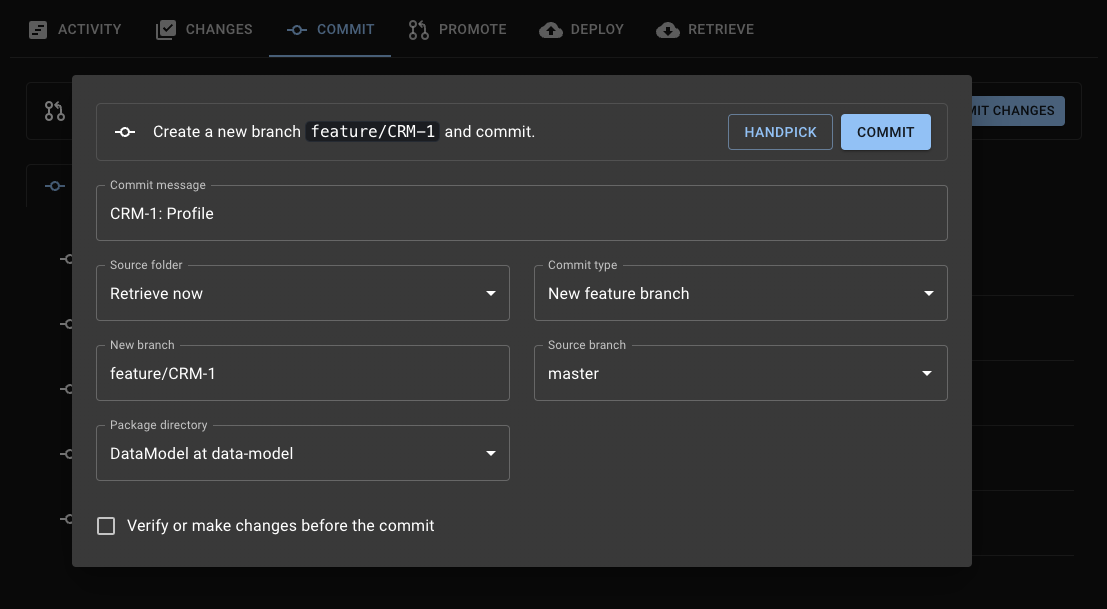 ACTIVITY CHANGES COMMIT PROMOTE DEPLOY RETRIEVE
Create a new branch feature/CRM-1 and commit. HANDPICK COMMIT
CHANGES
Commit message
CRM-1: Profile
Source folder Commit type
Retrieve now New feature branch
New branch Source branch
feature/CRM-1 master
Package directory
DataModel at data-model
Verify or make changes before the commit